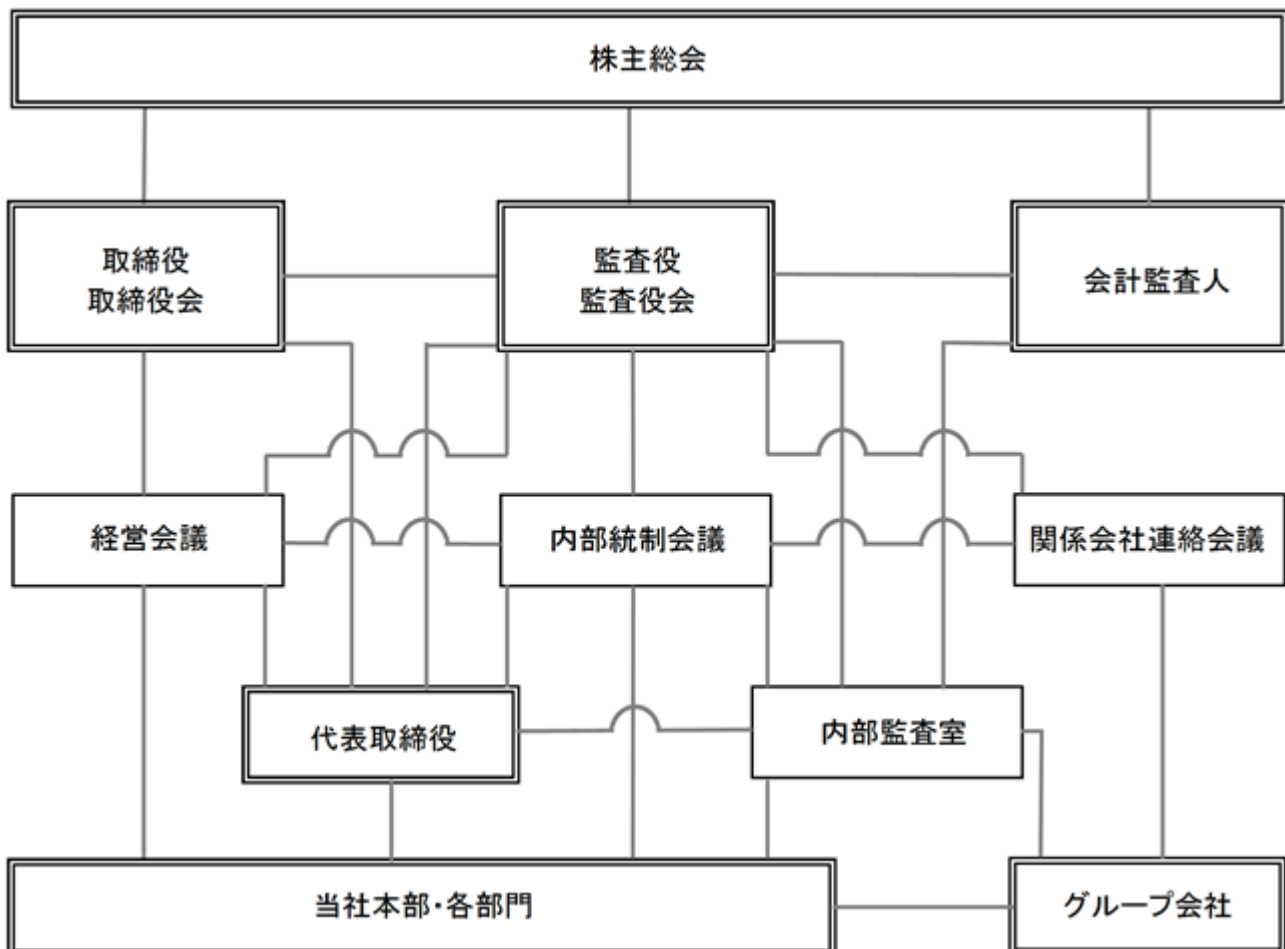 株主総会
取締役
取締役会
監査役
監査役会
会計監査人
経営会議
内部統制会議
関係会社連絡会議
代表取締役
内部監査室
当社本部・各部門
グループ会社